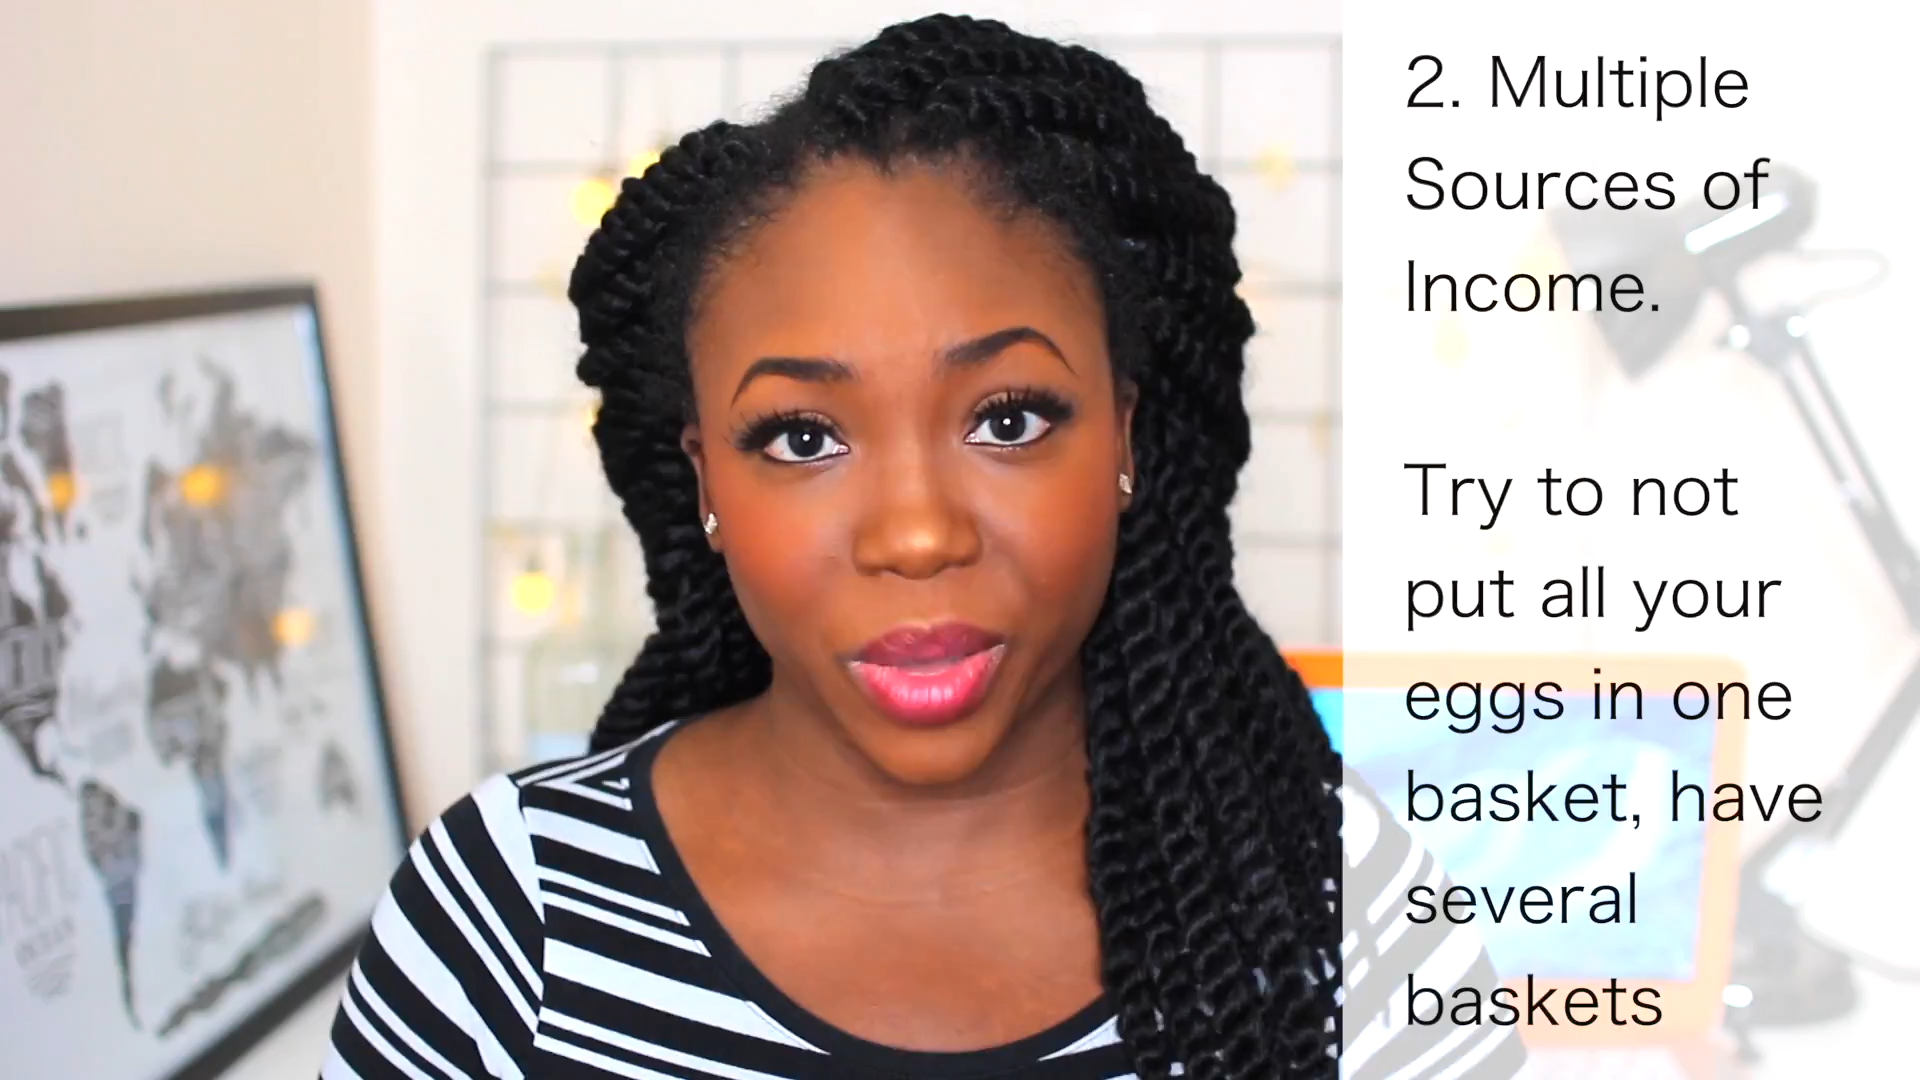 2. Multiple
Sources of
Income.
Try to not
put all your
eggs in one
basket, have
several
baskets